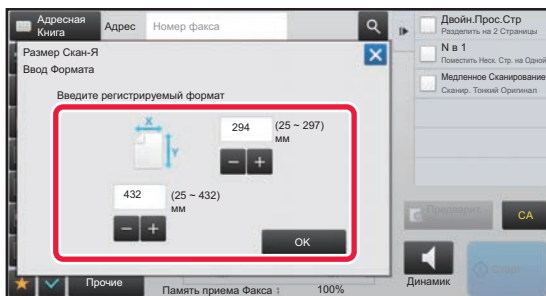 Адресная
Книга
Адрес
Номер факса
Двойн.Прос.Стр
Разделить на 2 Страницы
N в 1
Поместить Неск. Стр. на Одной
Медленное Сканирование
Сканир. Тонкий Оригинал
Размер Скан-Я
Ввод Формата
Введите регистрируемый формат
X
Y
294 (25 ~ 297)
мм
− +
432 (25 ~ 432)
мм
− +
OK
Предварит.
CA
Прочие
Память приема Факса : 100%
Динамик
Старт